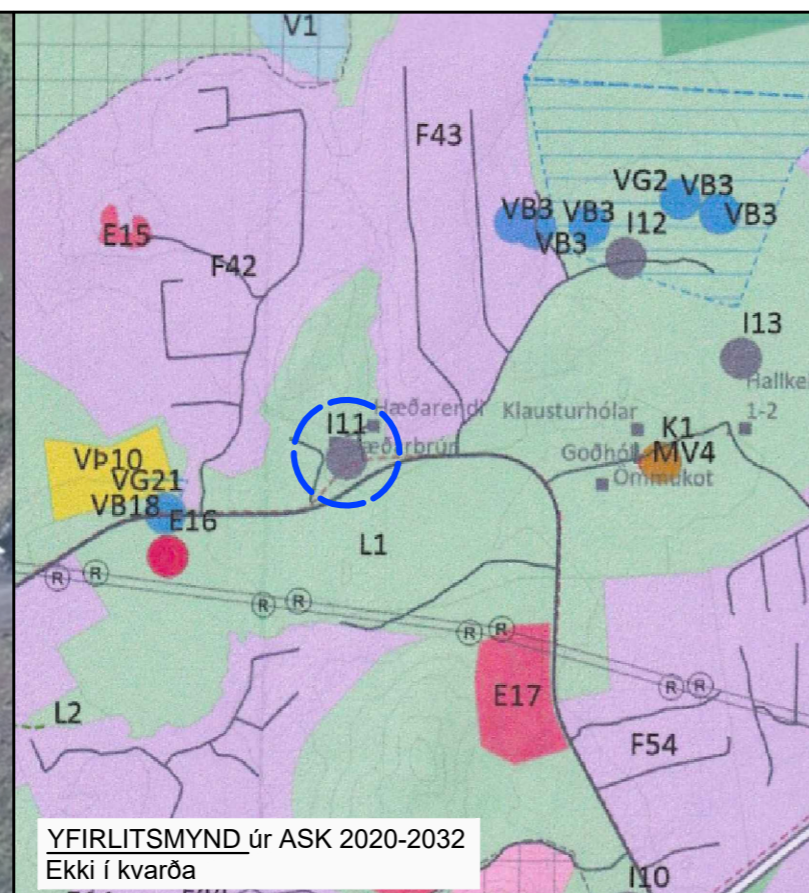 V1
F43
VG2 VB3
VB3 VB3 VB3
VB3 I12
E15
F42
I13
Hallke
1-2
I11 Hæðarendi
Klausturhólar K1
MV4
Ömmukot
VÞ10
VG21
VB18 E16
L1
R R
R R
R R
R R
E17
L2
F54
YFIRLITSMYND úr ASK 2020-2032
Ekki í kvarða
I10